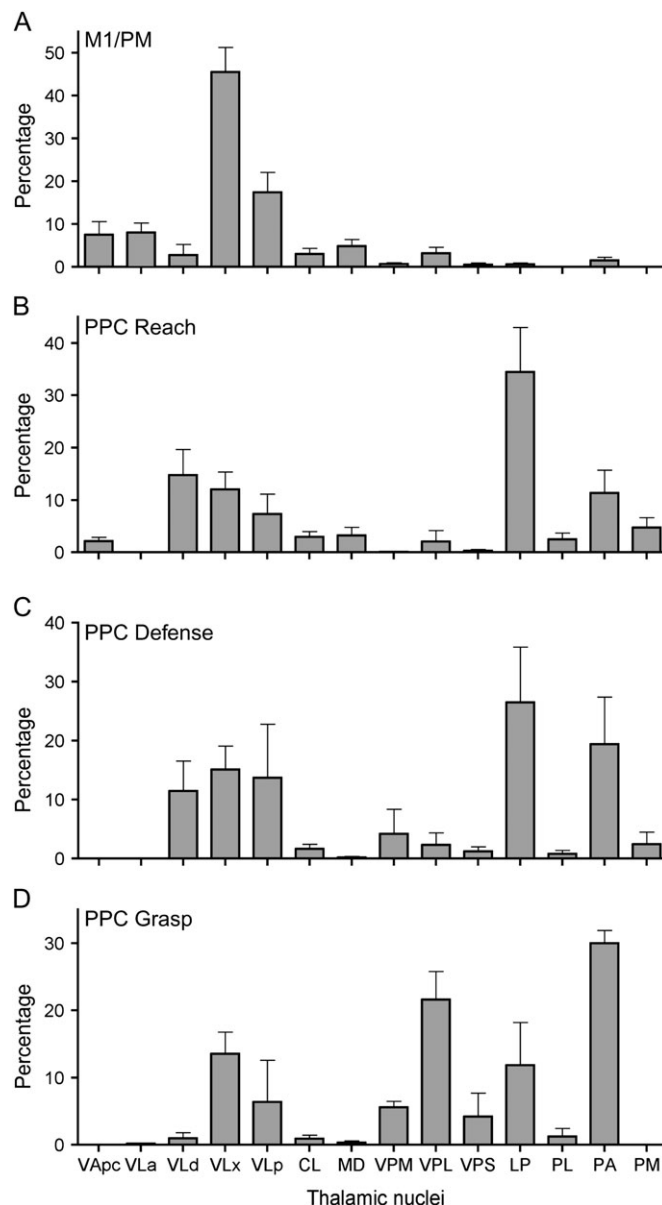 A
M1/PM
50
40
30
20
10
0
Percentage
B
PPC Reach
40
30
20
10
0
Percentage
C
PPC Defense
40
30
20
10
0
Percentage
D
PPC Grasp
30
20
10
0
Percentage
VApc VLa VLd VLx VLp CL MD VPM VPL VPS LP PL PA PM
Thalamic nuclei